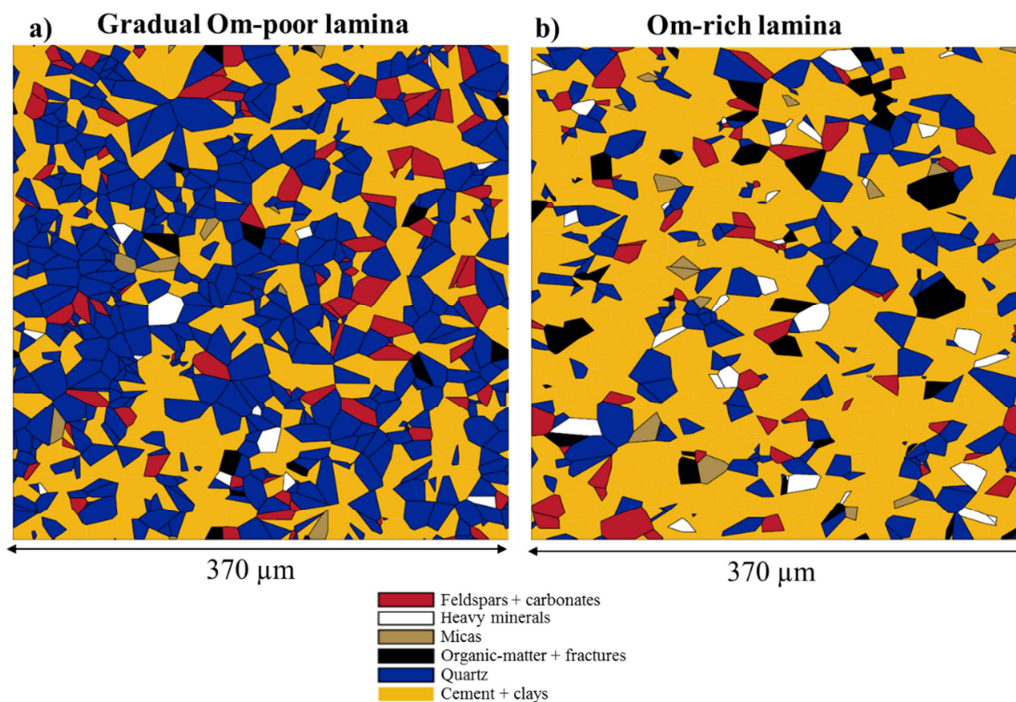 a) Gradual Om-poor lamina
b) Om-rich lamina
370 µm
370 µm
Feldspars + carbonates
Heavy minerals
Micas
Organic-matter + fractures
Quartz
Cement + clays